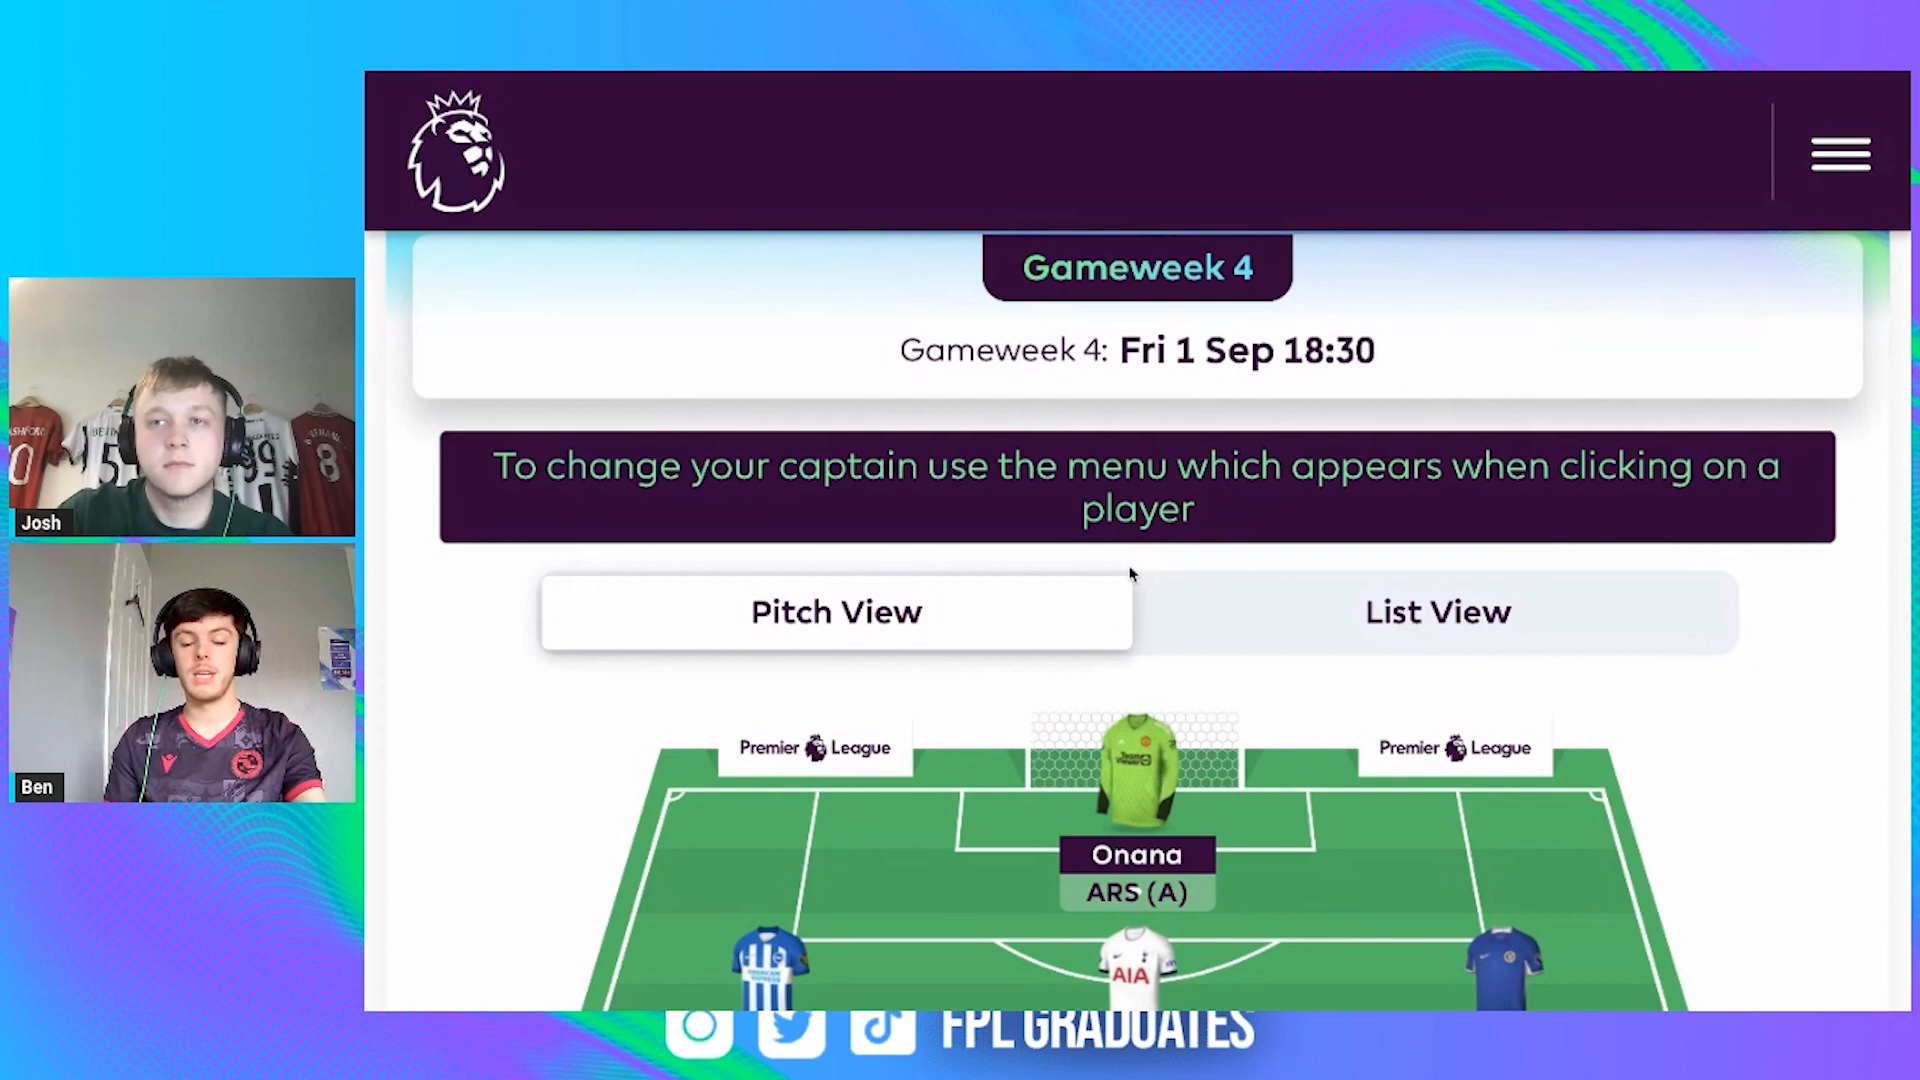 Gameweek 4
Gameweek 4: Fri 1 Sep 18:30
To change your captain use the menu which appears when clicking on a
player
Pitch View
List View
Premier League
Premier League
Onana
ARS (A)
AIA
Josh
Ben
8
FPL GRADUATES